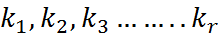 k₁, k₂, k₃ … … . . kᵣ